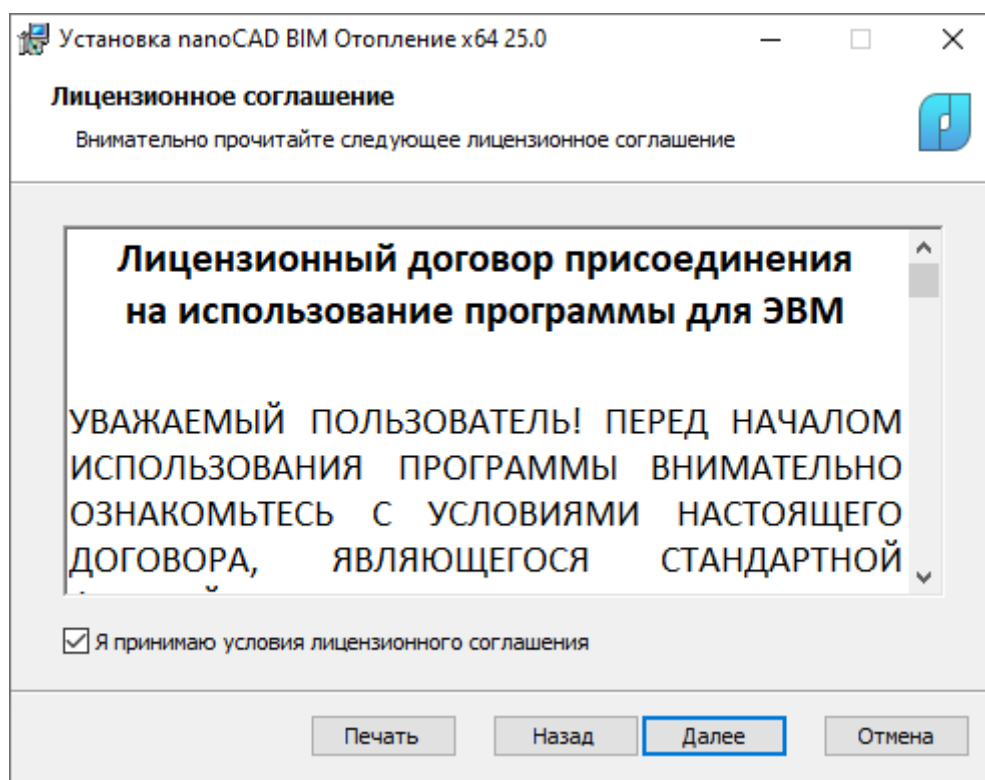 Установка nanoCAD BIM Отопление x64 25.0
Лицензионное соглашение
Внимательно прочитайте следующее лицензионное соглашение
Лицензионный договор присоединения
на использование программы для ЭВМ
УВАЖАЕМЫЙ ПОЛЬЗОВАТЕЛЬ! ПЕРЕД НАЧАЛОМ
ИСПОЛЬЗОВАНИЯ ПРОГРАММЫ ВНИМАТЕЛЬНО
ОЗНАКОМЬТЕСЬ С УСЛОВИЯМИ НАСТОЯЩЕГО
ДОГОВОРА, ЯВЛЯЮЩЕГОСЯ СТАНДАРТНОЙ
Я принимаю условия лицензионного соглашения
Печать Назад Далее Отмена